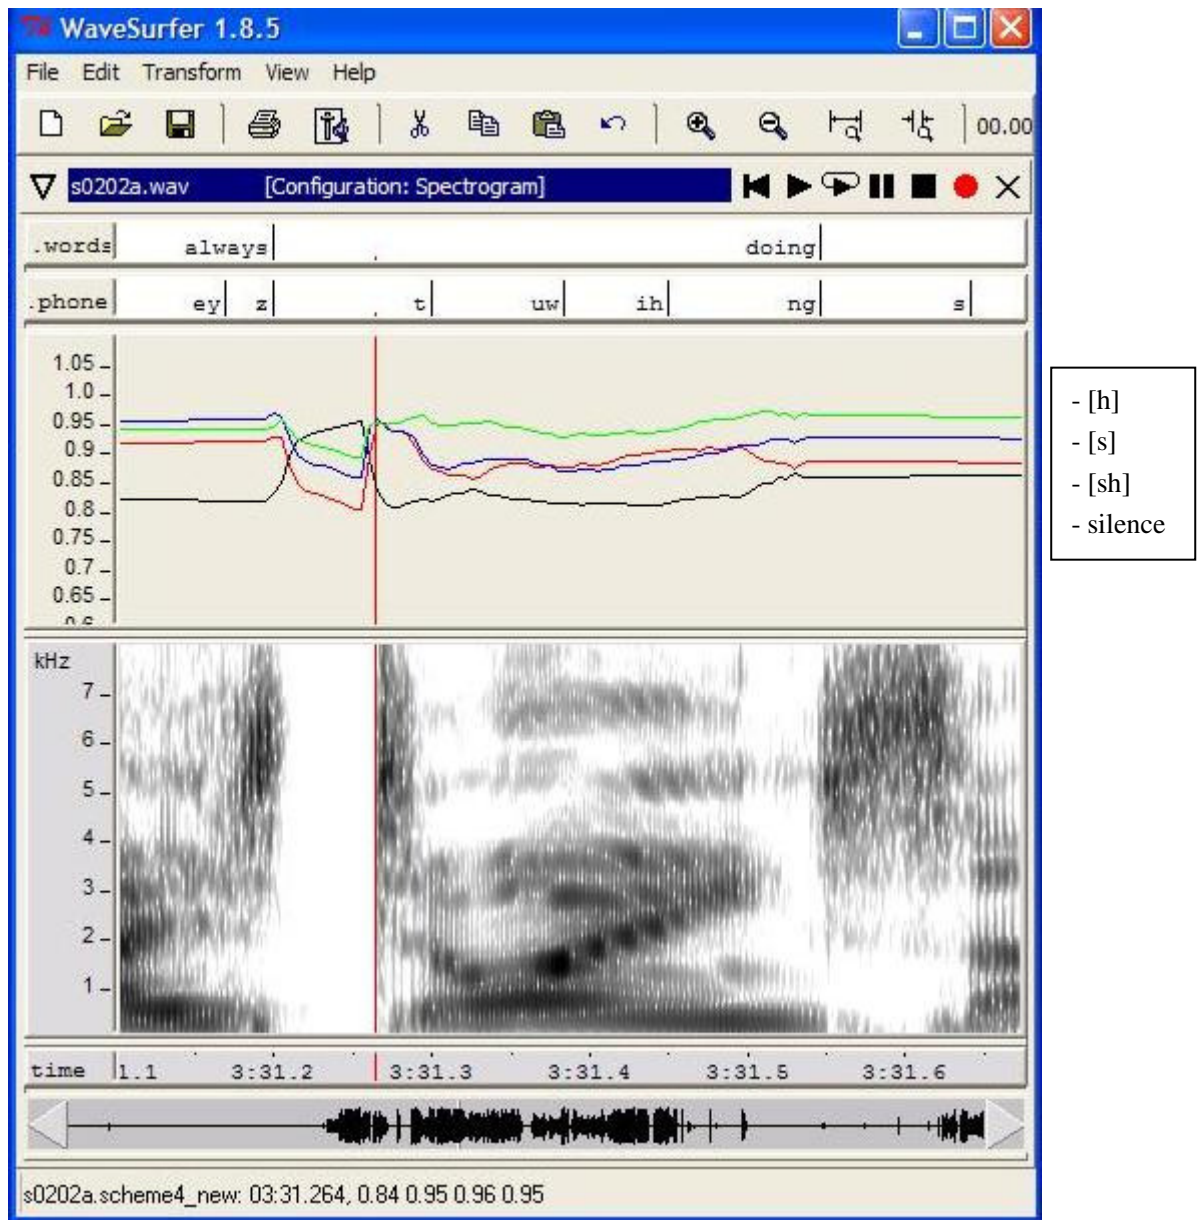 WaveSurfer 1.8.5
File Edit Transform View Help
00.00
s0202a.wav [Configuration: Spectrogram]
.words always doing
.phone ey z t uw ih ng s
1.05
1.0
0.95
0.9
0.85
0.8
0.75
0.7
0.65
- [h]
- [s]
- [sh]
- silence
kHz
7
6
5
4
3
2
1
time 1.1 3:31.2 3:31.3 3:31.4 3:31.5 3:31.6
s0202a.scheme4_new: 03:31.264, 0.84 0.95 0.96 0.95